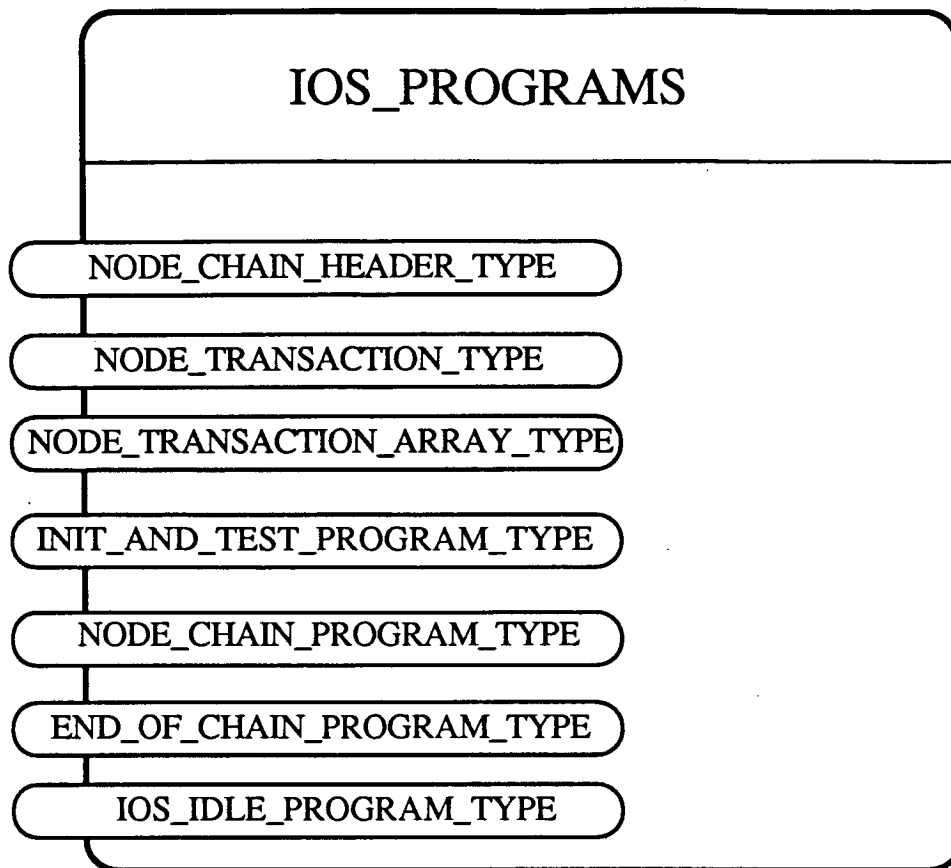 IOS_PROGRAMS
NODE_CHAIN_HEADER_TYPE
NODE_TRANSACTION_TYPE
NODE_TRANSACTION_ARRAY_TYPE
INIT_AND_TEST_PROGRAM_TYPE
NODE_CHAIN_PROGRAM_TYPE
END_OF_CHAIN_PROGRAM_TYPE
IOS_IDLE_PROGRAM_TYPE